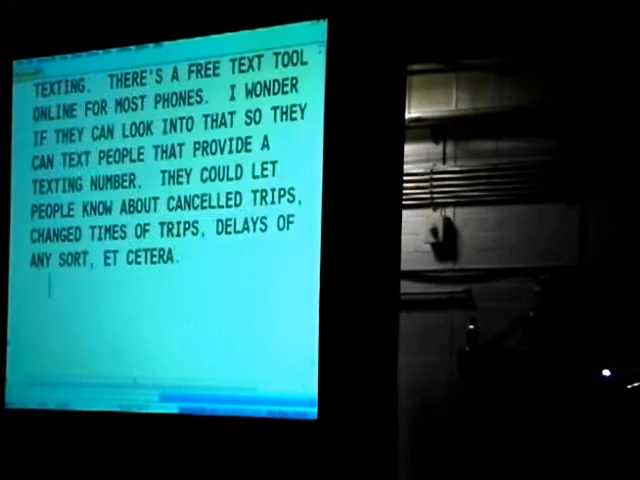 TEXTING.  THERE'S A FREE TEXT TOOL
ONLINE FOR MOST PHONES.  I WONDER
IF THEY CAN LOOK INTO THAT SO THEY
CAN TEXT PEOPLE THAT PROVIDE A
TEXTING NUMBER.  THEY COULD LET
PEOPLE KNOW ABOUT CANCELLED TRIPS,
CHANGED TIMES OF TRIPS, DELAYS OF
ANY SORT, ET CETERA.